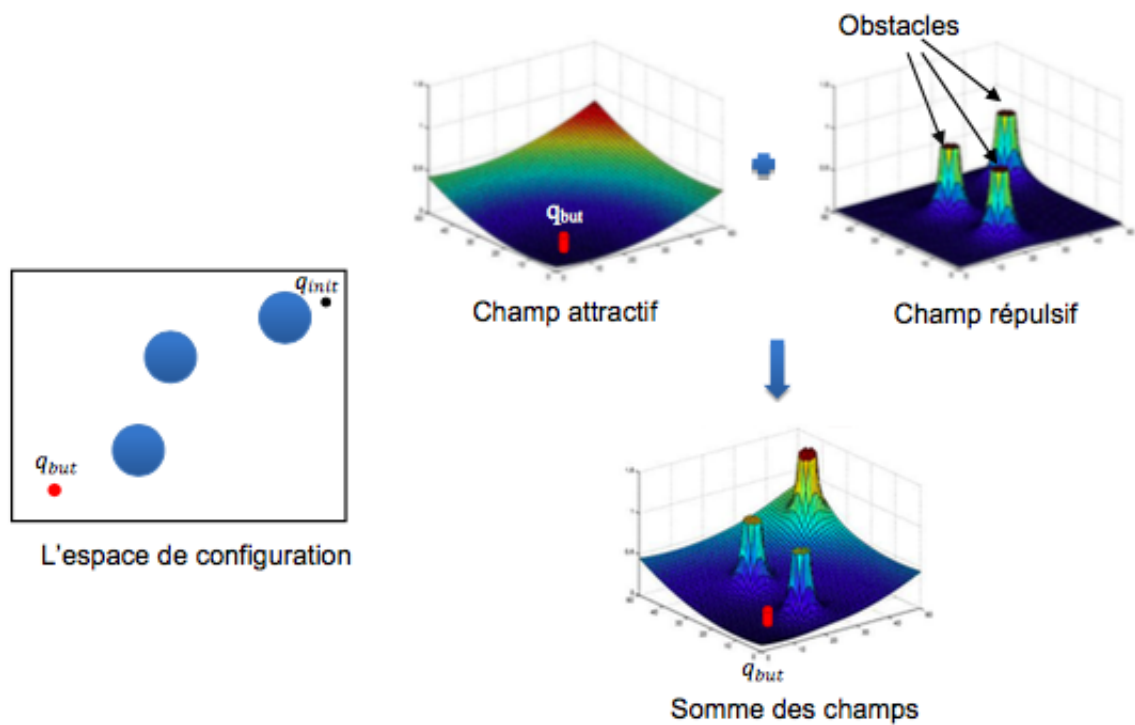 Obstacles
q_but
Champ attractif
Champ répulsif
q_init
q_but
L'espace de configuration
q_but
Somme des champs